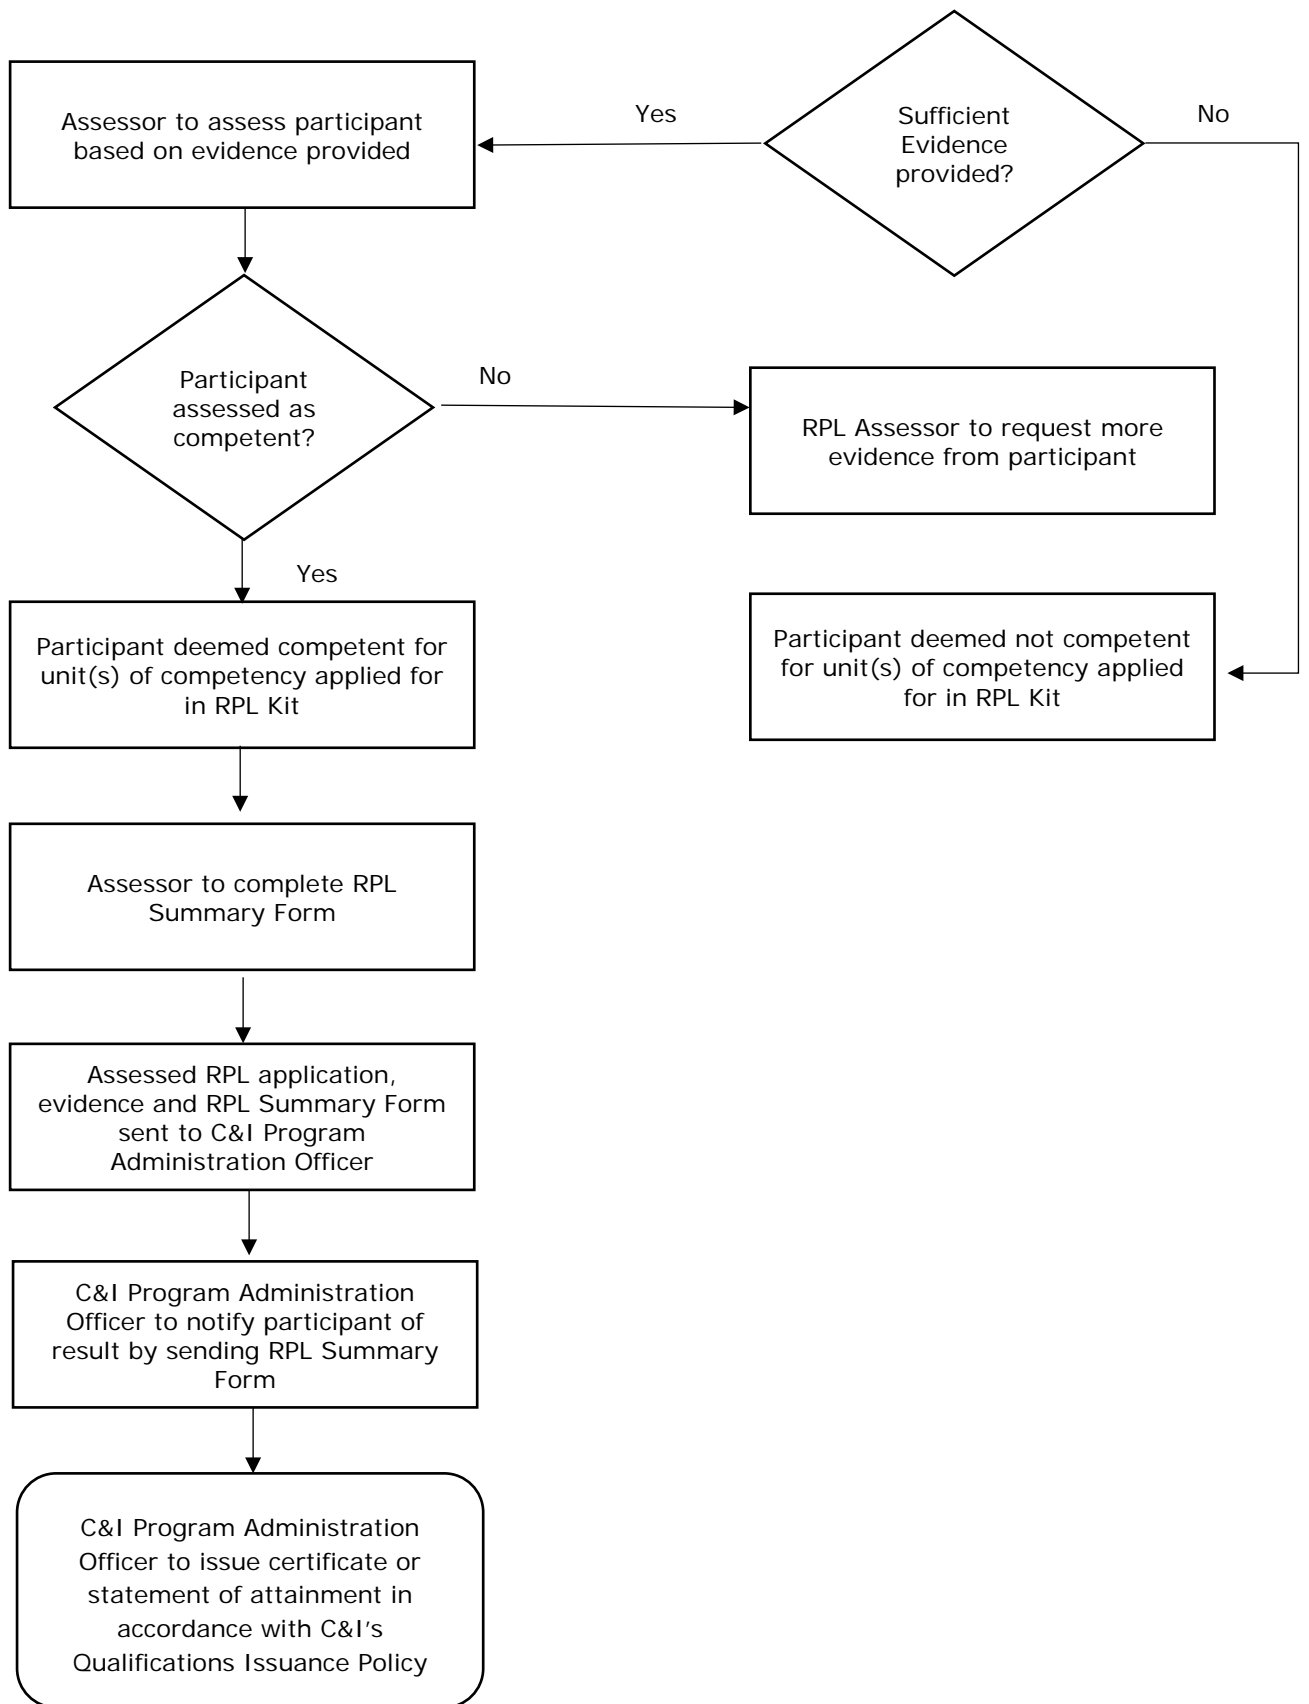 Assessor to assess participant
based on evidence provided
Yes
Sufficient
Evidence
provided?
No
Participant
assessed as
competent?
No
RPL Assessor to request more
evidence from participant
Yes
Participant deemed competent for
unit(s) of competency applied for
in RPL Kit
Participant deemed not competent
for unit(s) of competency applied
for in RPL Kit
Assessor to complete RPL
Summary Form
Assessed RPL application,
evidence and RPL Summary Form
sent to C&I Program
Administration Officer
C&I Program Administration
Officer to notify participant of
result by sending RPL Summary
Form
C&I Program Administration
Officer to issue certificate or
statement of attainment in
accordance with C&I's
Qualifications Issuance Policy